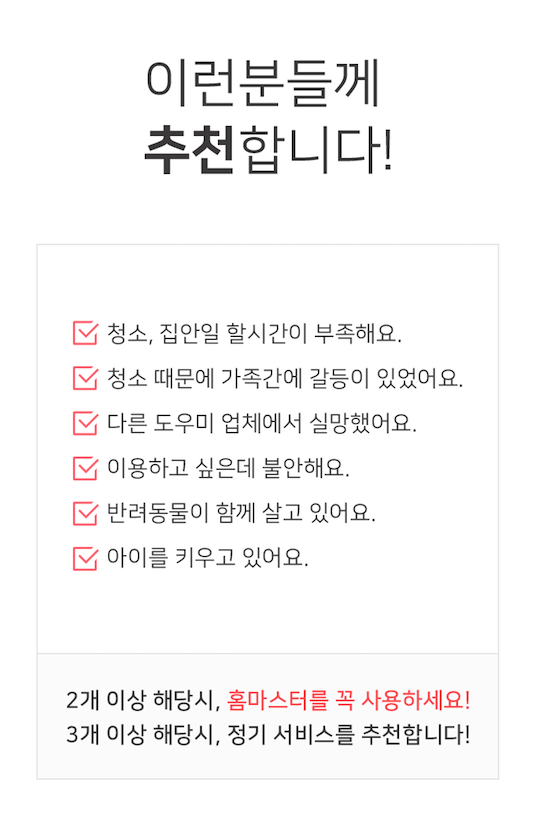 이런분들께
추천합니다!
청소, 집안일 할시간이 부족해요.
청소 때문에 가족간에 갈등이 있었어요.
다른 도우미 업체에서 실망했어요.
이용하고 싶은데 불안해요.
반려동물이 함께 살고 있어요.
아이를 키우고 있어요.
2개 이상 해당시, 홈마스터를 꼭 사용하세요!
3개 이상 해당시, 정기 서비스를 추천합니다!